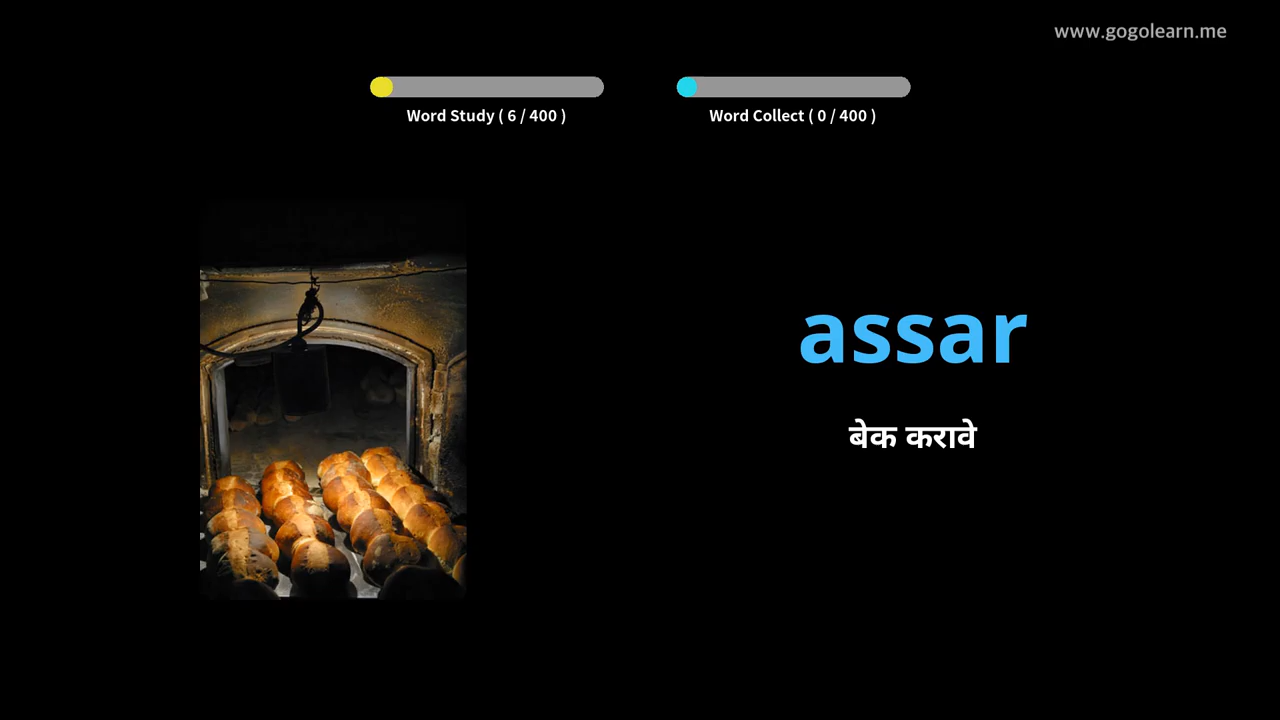 www.gogolearn.me
Word Study ( 6 / 400 )
Word Collect ( 0 / 400 )
assar
बेक करावे